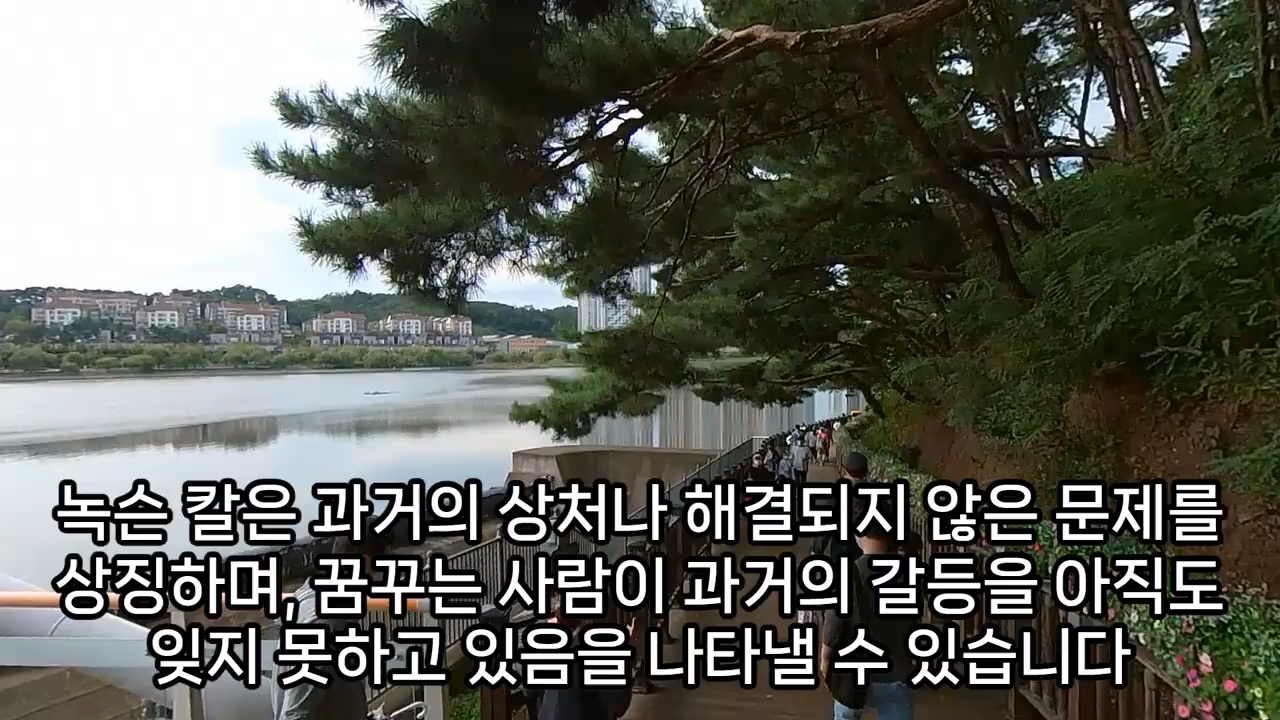 녹슨 칼은 과거의 상처나 해결되지 않은 문제를
상징하며, 꿈꾸는 사람이 과거의 갈등을 아직도
잊지 못하고 있음을 나타낼 수 있습니다